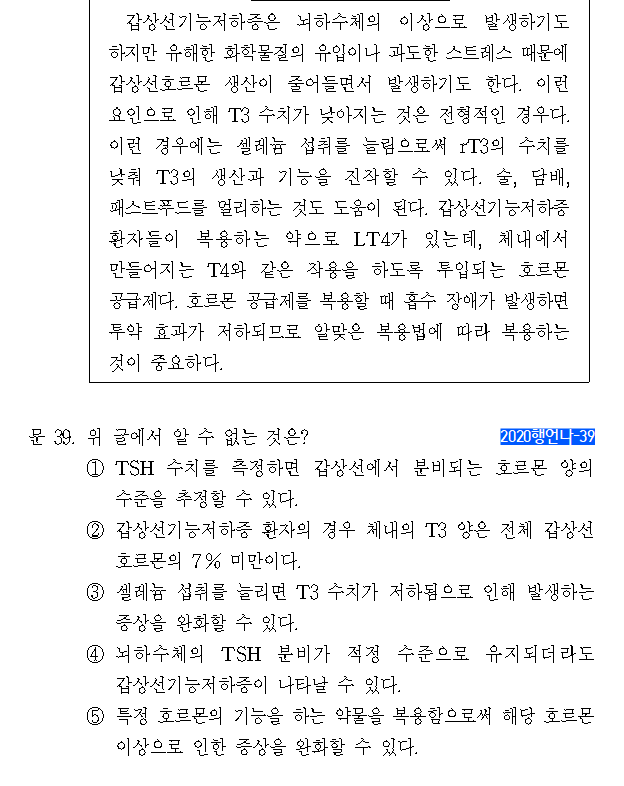 갑상선기능저하증은 뇌하수체의 이상으로 발생하기도
하지만 유해한 화학물질의 유입이나 과도한 스트레스 때문에
갑상선호르몬 생산이 줄어들면서 발생하기도 한다. 이런
요인으로 인해 T3 수치가 낮아지는 것은 전형적인 경우다.
이런 경우에는 셀레늄 섭취를 늘림으로써 rT3의 수치를
낮춰 T3의 생산과 기능을 진작할 수 있다. 술, 담배,
패스트푸드를 멀리하는 것도 도움이 된다. 갑상선기능저하증
환자들이 복용하는 약으로 LT4가 있는데, 체내에서
만들어지는 T4와 같은 작용을 하도록 투입되는 호르몬
공급제다. 호르몬 공급제를 복용할 때 흡수 장애가 발생하면
투약 효과가 저하되므로 알맞은 복용법에 따라 복용하는
것이 중요하다.
문 39. 위 글에서 알 수 없는 것은? 2020행언나-39
① TSH 수치를 측정하면 갑상선에서 분비되는 호르몬 양의
수준을 추정할 수 있다.
② 갑상선기능저하증 환자의 경우 체내의 T3 양은 전체 갑상선
호르몬의 7% 미만이다.
③ 셀레늄 섭취를 늘리면 T3 수치가 저하됨으로 인해 발생하는
증상을 완화할 수 있다.
④ 뇌하수체의 TSH 분비가 적정 수준으로 유지되더라도
갑상선기능저하증이 나타날 수 있다.
⑤ 특정 호르몬의 기능을 하는 약물을 복용함으로써 해당 호르몬
이상으로 인한 증상을 완화할 수 있다.